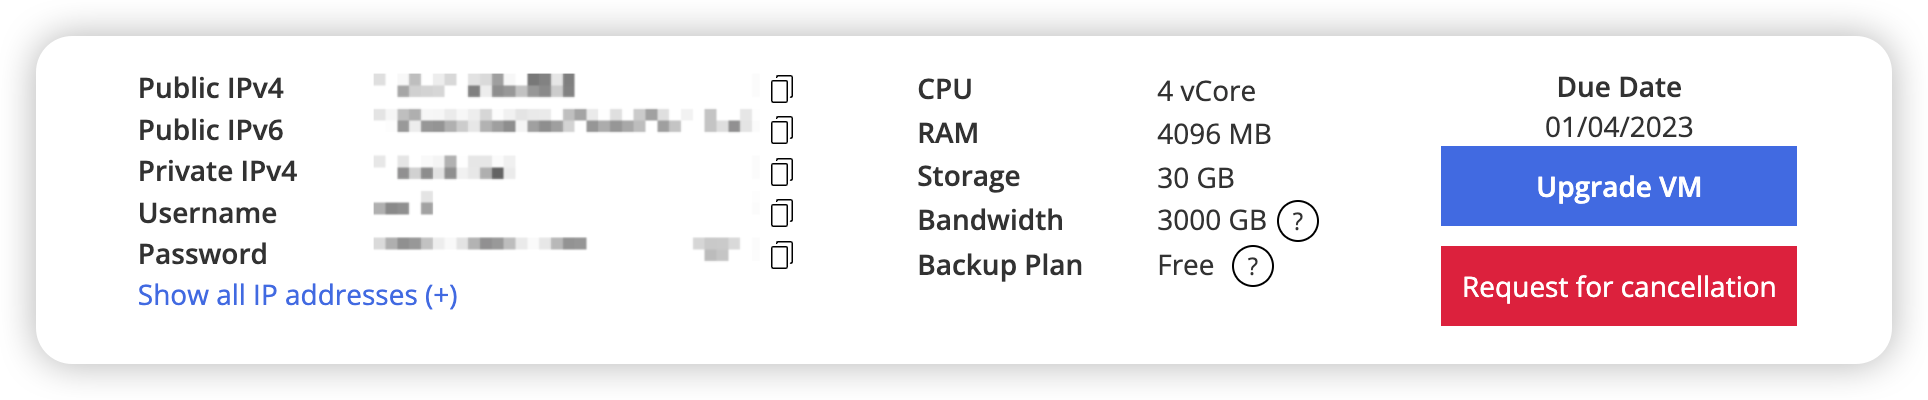 Public IPv4
Public IPv6
Private IPv4
Username
Password
Show all IP addresses (+)
CPU 4 vCore
RAM 4096 MB
Storage 30 GB
Bandwidth 3000 GB ?
Backup Plan Free ?
Due Date
01/04/2023
Upgrade VM
Request for cancellation